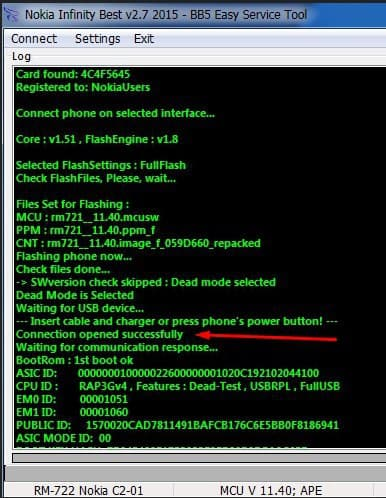 Nokia Infinity Best v2.7 2015 - BB5 Easy Service Tool
Connect Settings Exit
Log
Card found: 4C4F5645
Registered to: NokiaUsers
Connect phone on selected interface...
Core : v1.51 , FlashEngine : v1.8
Selected FlashSettings : FullFlash
Check FlashFiles, Please, wait...
Files Set for Flashing :
MCU : rm721__11.40.mcusw
PPM : rm721__11.40.ppm_f
CNT : rm721__11.40.image_f_059D660_repacked
Flashing phone now...
Check files done...
-> SWversion check skipped : Dead mode selected
Dead Mode is Selected
Waiting for USB device...
--- Insert cable and charger or press phone's power button! ---
Connection opened successfully
Waiting for communication response...
BootRom : 1st boot ok
ASIC ID: 000000010000002260000000​1020C192102044100
CPU ID : RAP3Gv4 , Features : Dead-Test , USBRPL , FullUSB
EM0 ID: 00001051
EM1 ID: 00001060
PUBLIC ID: 1570020CAD7811491BAFCB176C6E5BB0F8186941
ASIC MODE ID: 00
RM-722 Nokia C2-01 MCU V 11.40; APE